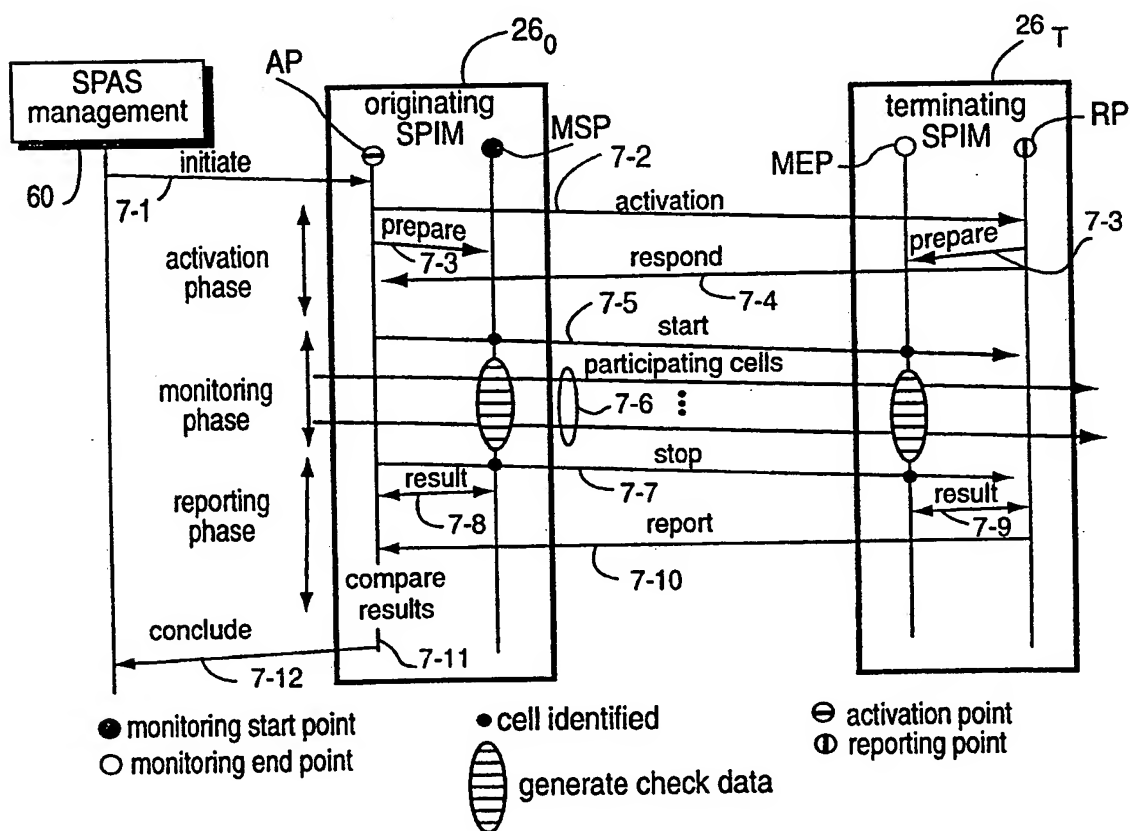 26₀
26 T
AP
SPAS
management
originating
SPIM
MSP
terminating
SPIM
RP
MEP
7-2
initiate
60
7-1
activation
prepare
7-3
prepare
7-3
activation
phase
respond
7-4
7-5
start
participating cells
monitoring
phase
7-6
stop
7-7
reporting
phase
result
7-8
result
7-9
report
7-10
compare
results
conclude
7-11
7-12
monitoring start point
cell identified
activation point
monitoring end point
reporting point
generate check data